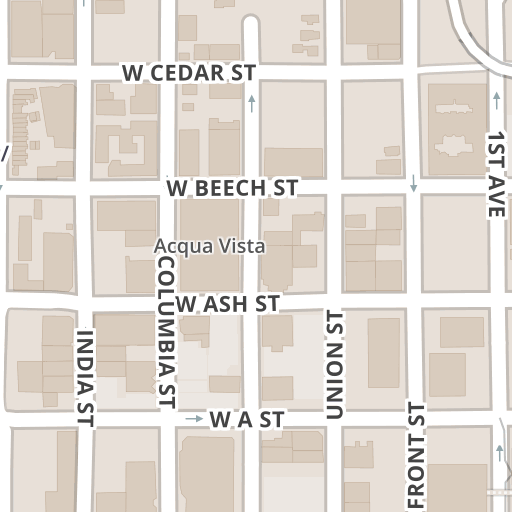 W CEDAR ST
1ST AVE
W BEECH ST
Acqua Vista
COLUMBIA ST
W ASH ST
INDIA ST
UNION ST
W A ST
FRONT ST